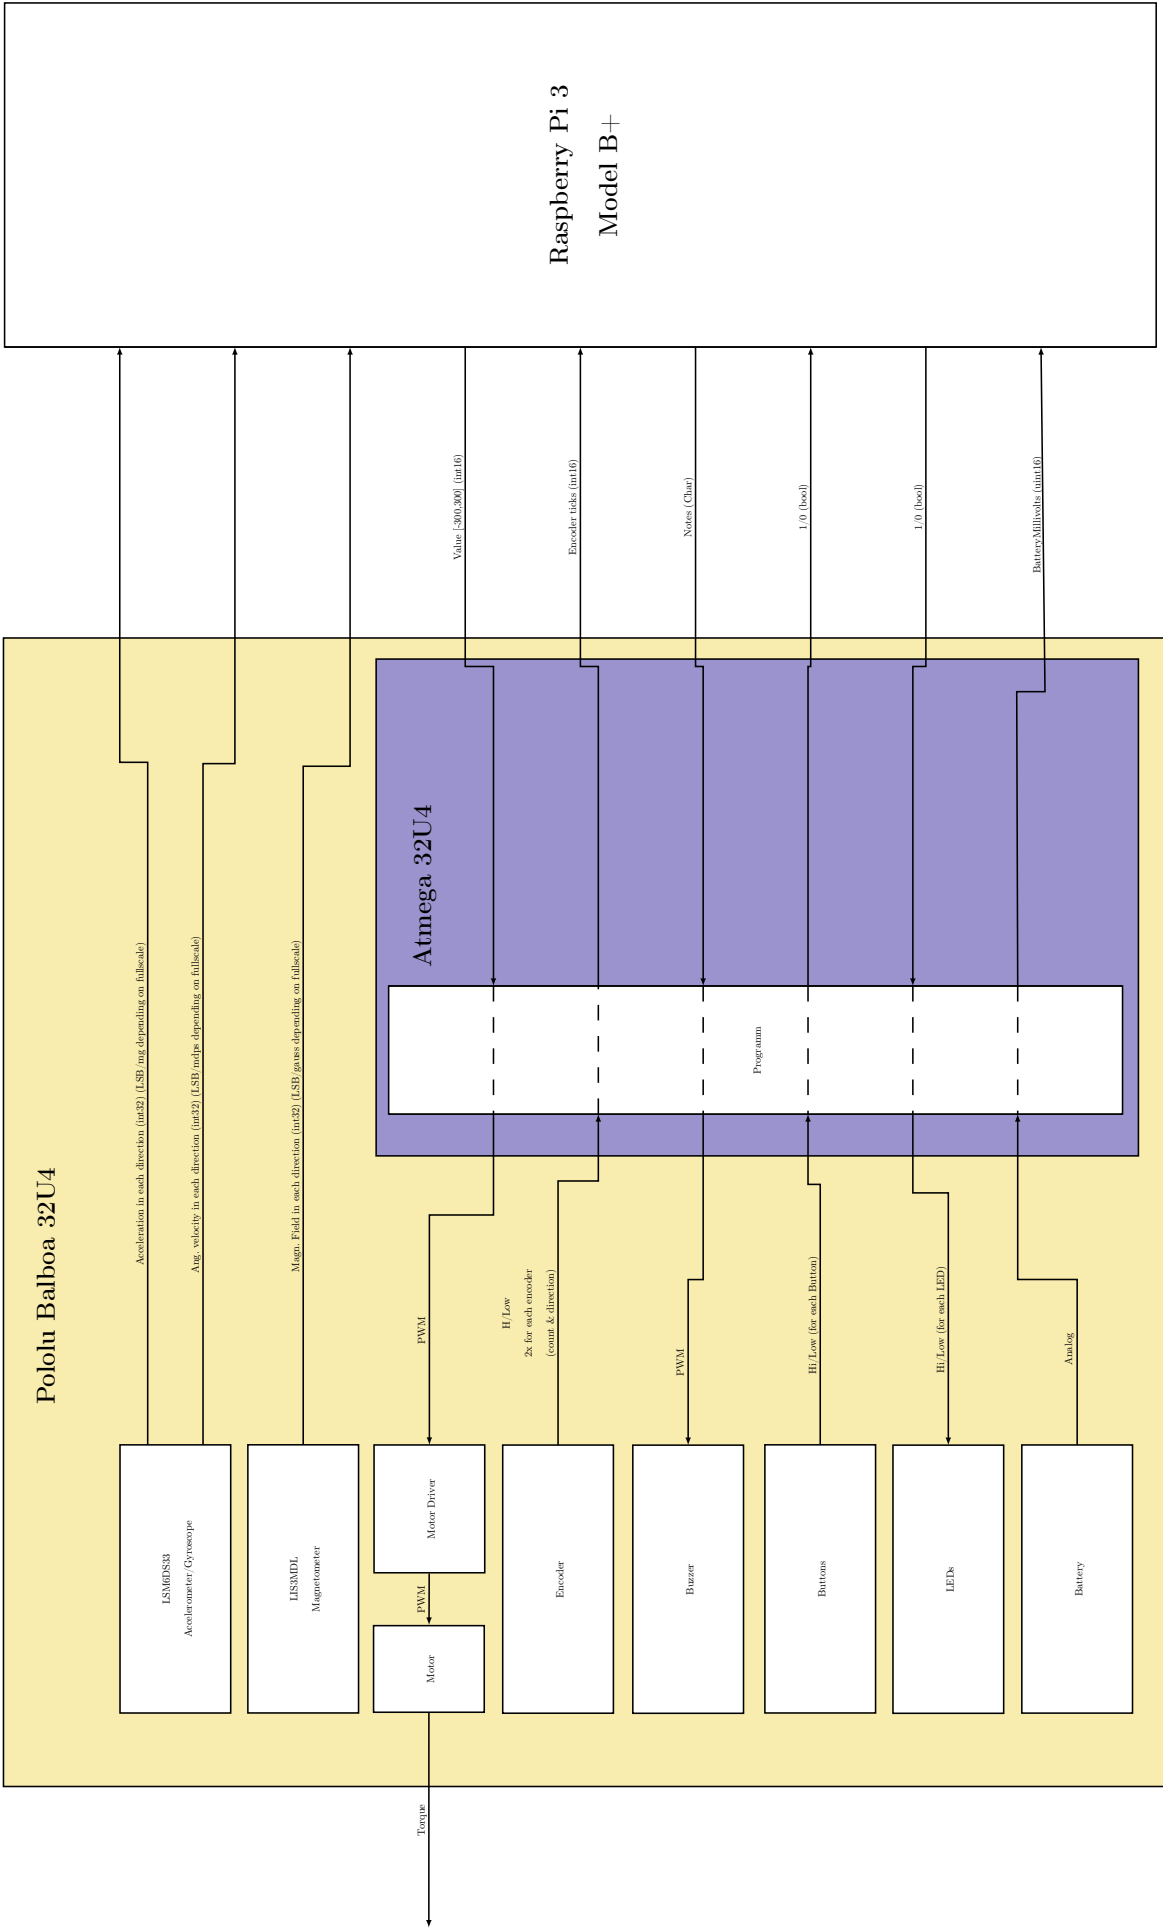 Raspberry Pi 3
Model B+
Value [-300,300] (int16)
Encoder ticks (int16)
Notes (Char)
1/0 (bool)
1/0 (bool)
BatteryMillivolts (uint16)
Pololu Balboa 32U4
Atmega 32U4
Programm
Acceleration in each direction (int32) (LSB/mg depending on fullscale)
Ang. velocity in each direction (int32) (LSB/mdps depending on fullscale)
Magn. Field in each direction (int32) (LSB/gauss depending on fullscale)
PWM
H/Low
2x for each encoder
(count & direction)
PWM
Hi/Low (for each Button)
Hi/Low (for each LED)
Analog
LSM6DS33
Accelerometer/Gyroscope
LIS3MDL
Magnetometer
Motor Driver
PWM
Motor
Encoder
Buzzer
Buttons
LEDs
Battery
Torque